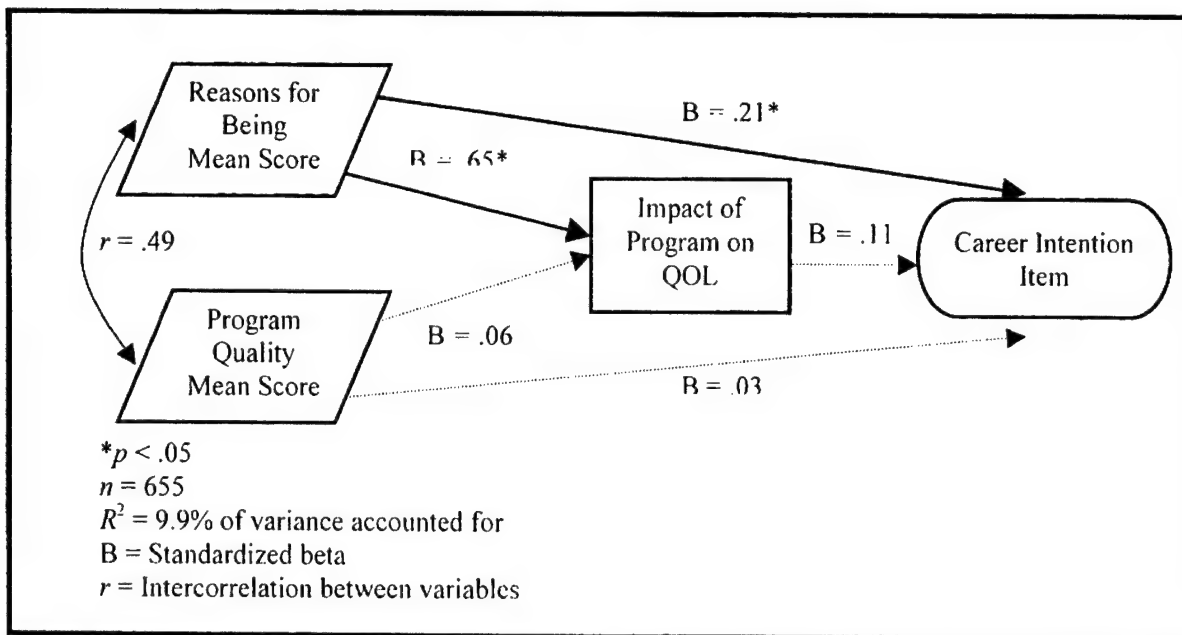 Reasons for
Being
Mean Score
B = .21*
B = .65*
r = .49
Impact of
Program on
QOL
B = .11
Career Intention
Item
Program
Quality
Mean Score
B = .06
B = .03
*p < .05
n = 655
R² = 9.9% of variance accounted for
B = Standardized beta
r = Intercorrelation between variables